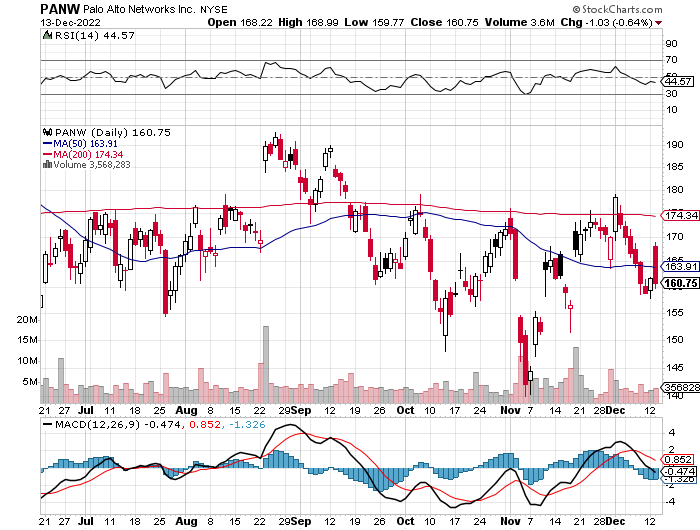 PANW Palo Alto Networks Inc. NYSE © StockCharts.com
13-Dec-2022 Open 168.22 High 168.99 Low 159.77 Close 160.75 Volume 3.6M Chg -1.03 (-0.64%)
RSI(14) 44.57
90
70
50
44.57
30
10
PANW (Daily) 160.75
MA(50) 163.91
MA(200) 174.34
Volume 3,568,283
190
185
180
174.34
170
165
163.91
160.75
160
155
150
145
140
20M
15M
10M
5M
3568283
21 27 Jul 11 18 25 Aug 8 15 22 Sep 12 19 26 Oct 10 17 24 Nov 7 14 21 28 Dec 12
MACD(12,26,9) -0.474, 0.852, -1.326
4
2
0.852
-0.474
-1.326
-4
21 27 Jul 11 18 25 Aug 8 15 22 Sep 12 19 26 Oct 10 17 24 Nov 7 14 21 28 Dec 12